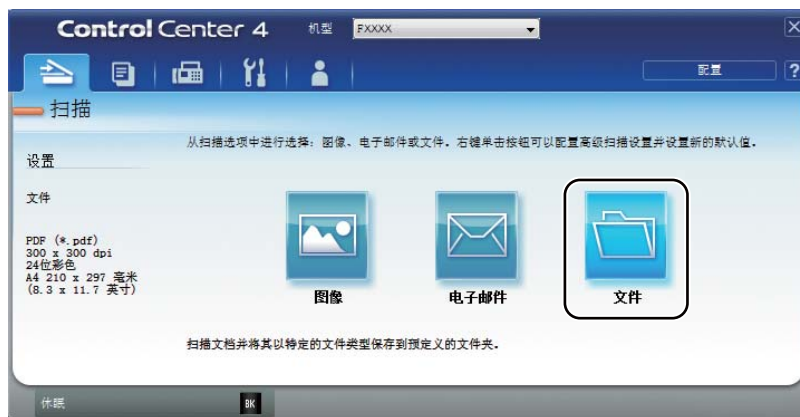 Control Center 4 机型 FXXXX
配置 ?
扫描
从扫描选项中进行选择：图像、电子邮件或文件。右键单击按钮可以配置高级扫描设置并设置新的默认值。
设置
文件
PDF (*.pdf)
300 x 300 dpi
24位彩色
A4 210 x 297 毫米
(8.3 x 11.7 英寸)
图像 电子邮件 文件
扫描文档并将其以特定的文件类型保存到预定义的文件夹。
休眠 BK